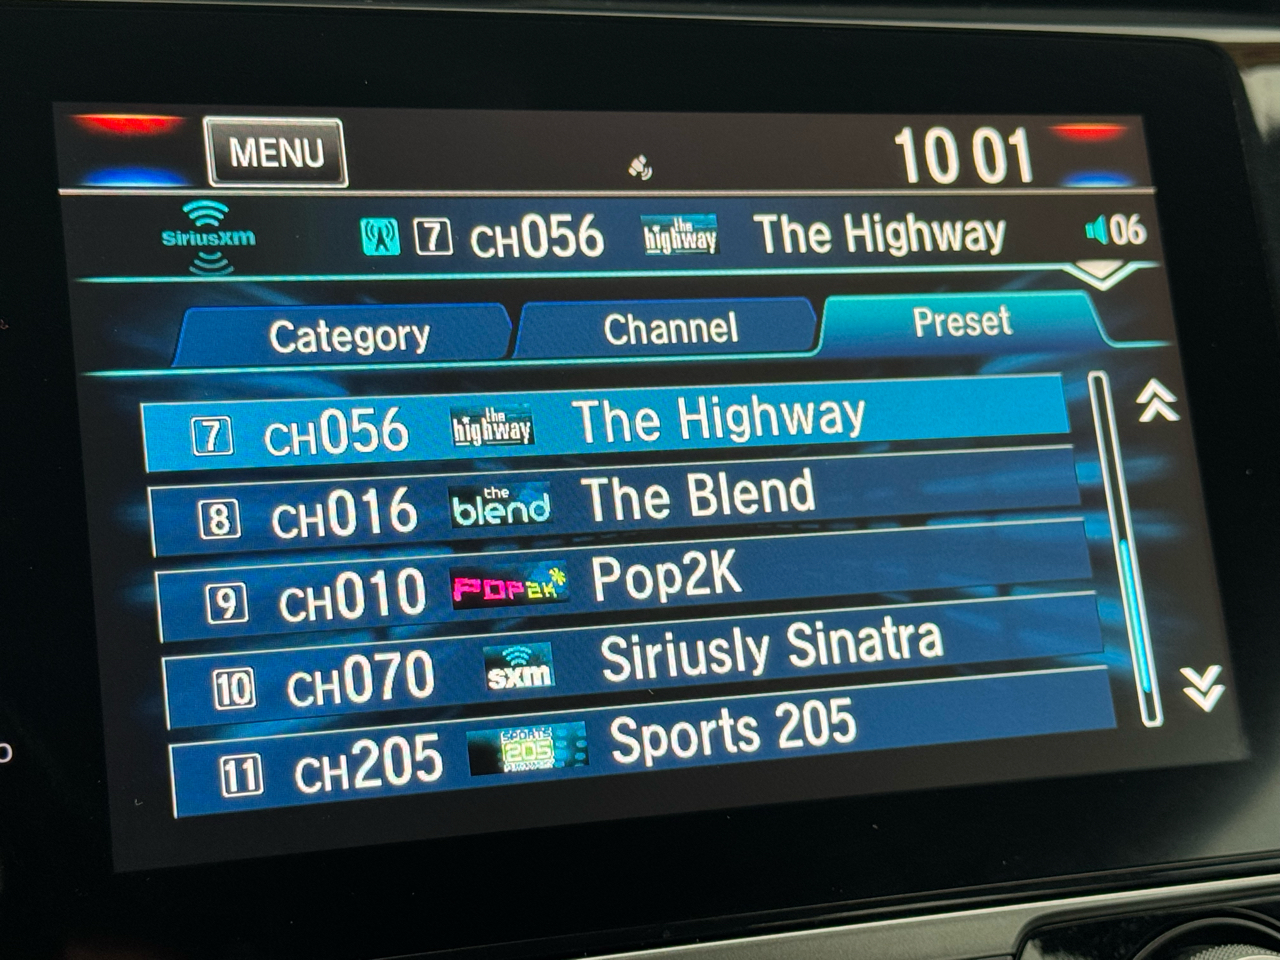 MENU 10 01
SiriusXM 7 CH056 the highway The Highway 06
Category Channel Preset
7 CH056 the highway The Highway
8 CH016 the blend The Blend
9 CH010 POP2K* Pop2K
10 CH070 sxm Siriusly Sinatra
11 CH205 SPORTS 205 Sports 205